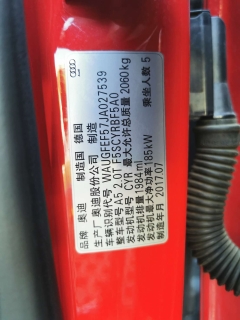 Audi
品牌 奥迪 制造国 德国
生产厂 奥迪股份公司 制造
车辆识别代号 WAUGFEF57JA027539
整车型号 A5 2.0T F5SCYRBF5A0
发动机型号 CYR 最大允许总质量 2060kg
发动机排量 1984ml 乘坐人数 5
发动机最大净功率 185kW
制造年月 2017.07